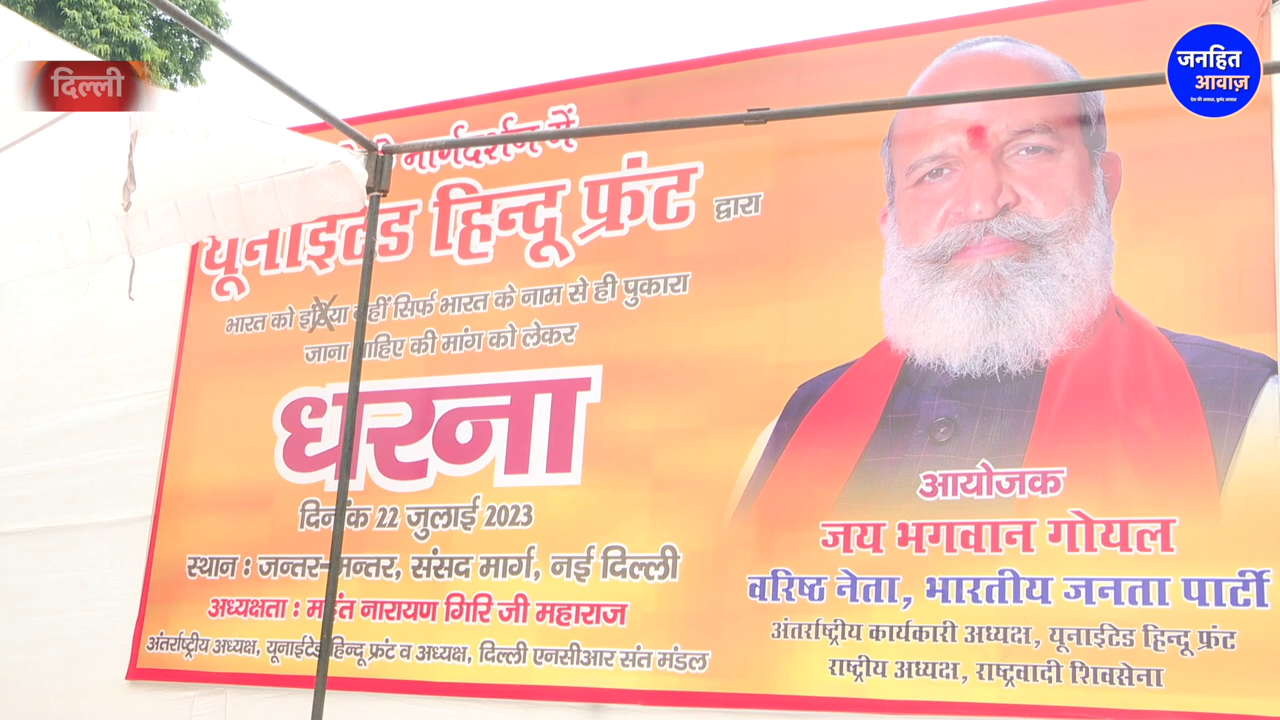 दिल्ली
जनहित
आवाज़
मार्गदर्शन में
यूनाइटेड हिन्दू फ्रंट द्वारा
भारत को इंडिया नहीं सिर्फ भारत के नाम से ही पुकारा
जाना चाहिए की मांग को लेकर
धरना
दिनांक 22 जुलाई 2023
स्थान : जन्तर-मन्तर, संसद मार्ग, नई दिल्ली
अध्यक्षता : महंत नारायण गिरि जी महाराज
अंतर्राष्ट्रीय अध्यक्ष, यूनाईटेड हिन्दू फ्रंट व अध्यक्ष, दिल्ली एनसीआर संत मंडल
आयोजक
जय भगवान गोयल
वरिष्ठ नेता, भारतीय जनता पार्टी
अंतर्राष्ट्रीय कार्यकारी अध्यक्ष, यूनाइटेड हिन्दू फ्रंट
राष्ट्रीय अध्यक्ष, राष्ट्रवादी शिवसेना